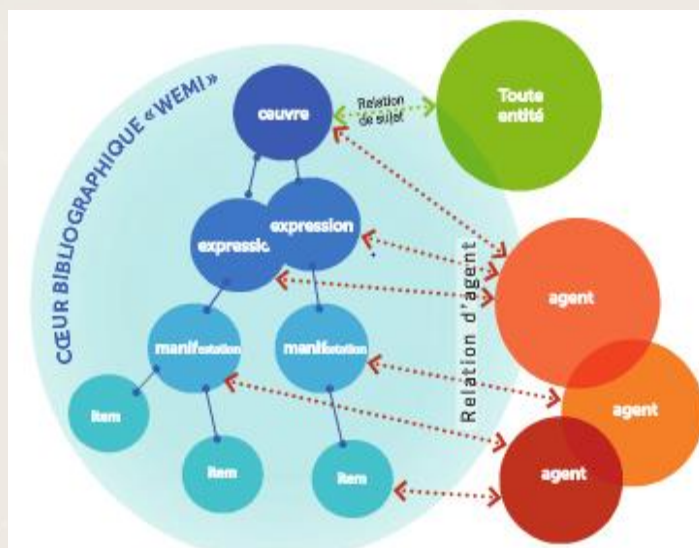 CŒUR BIBLIOGRAPHIQUE «WEMI»
œuvre
Relation
de sujet
Toute
entité
expression
expressio
Relation d'agent
agent
manifestation
manifestation
agent
item
item
item
agent